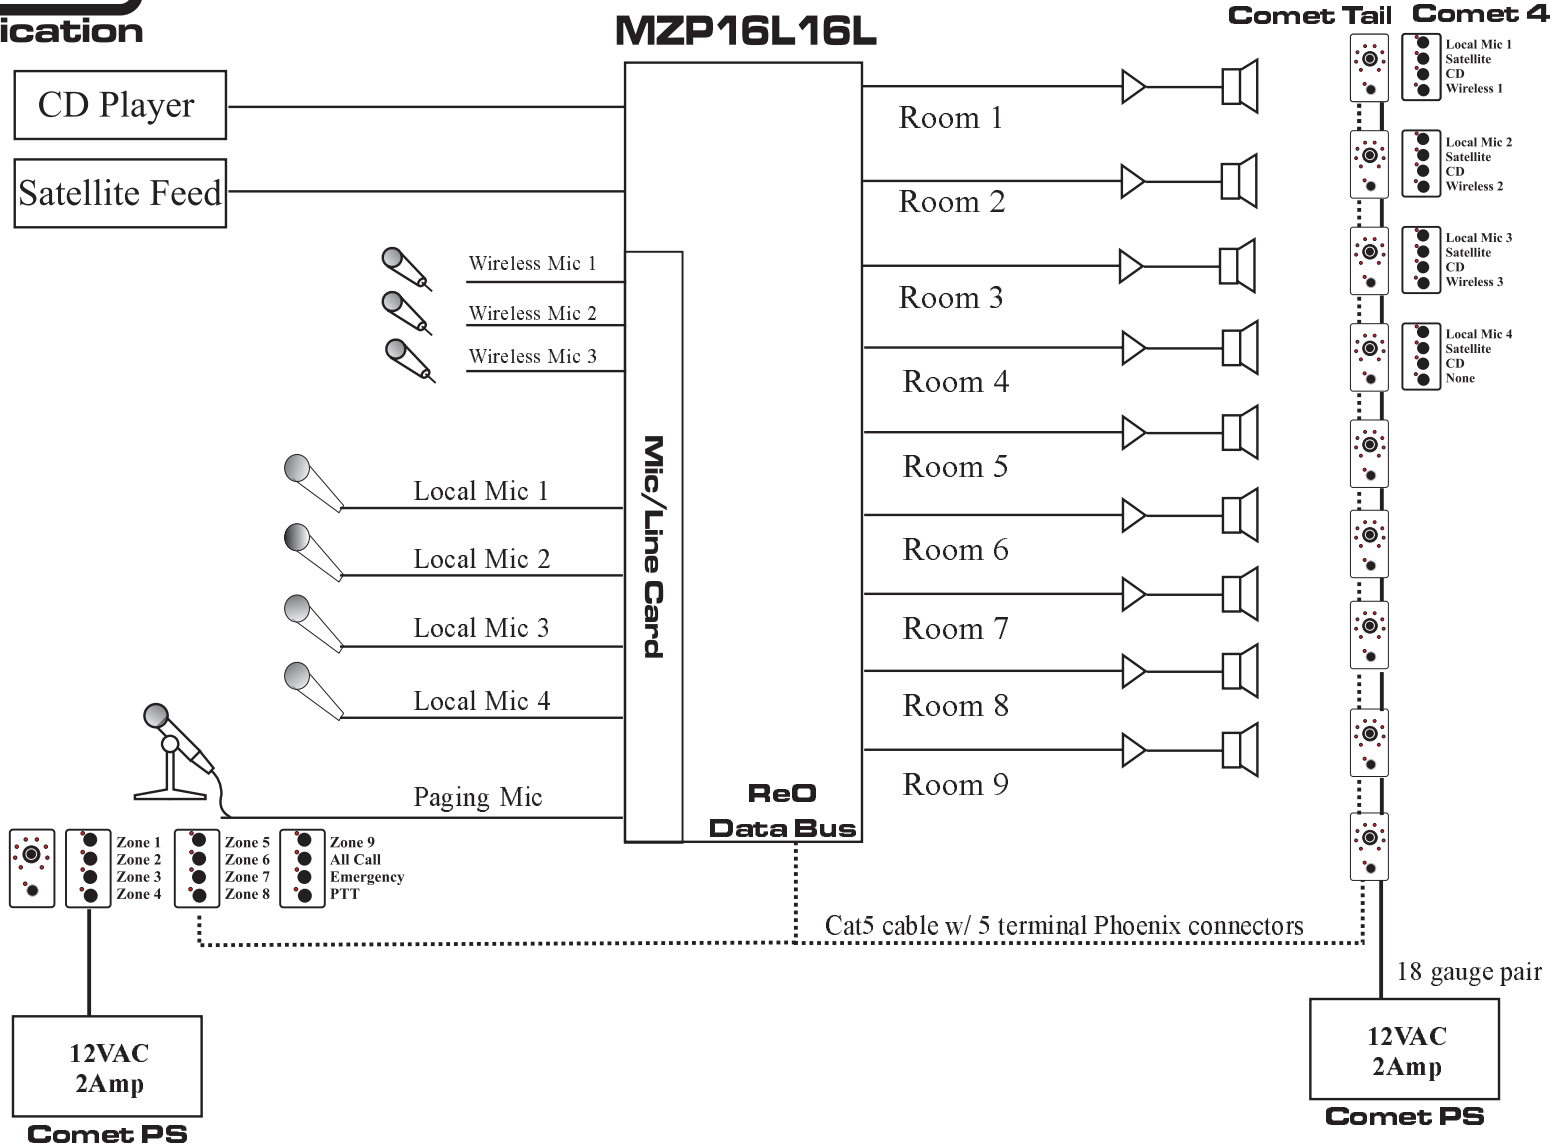 ication
MZP16L16L
Comet Tail
Comet 4
CD Player
Satellite Feed
Wireless Mic 1
Wireless Mic 2
Wireless Mic 3
Local Mic 1
Local Mic 2
Local Mic 3
Local Mic 4
Paging Mic
Mic/Line Card
ReO
Data Bus
Room 1
Room 2
Room 3
Room 4
Room 5
Room 6
Room 7
Room 8
Room 9
Local Mic 1
Satellite
CD
Wireless 1
Local Mic 2
Satellite
CD
Wireless 2
Local Mic 3
Satellite
CD
Wireless 3
Local Mic 4
Satellite
CD
None
Zone 1
Zone 2
Zone 3
Zone 4
Zone 5
Zone 6
Zone 7
Zone 8
Zone 9
All Call
Emergency
PTT
Cat5 cable w/ 5 terminal Phoenix connectors
18 gauge pair
12VAC
2Amp
Comet PS
12VAC
2Amp
Comet PS